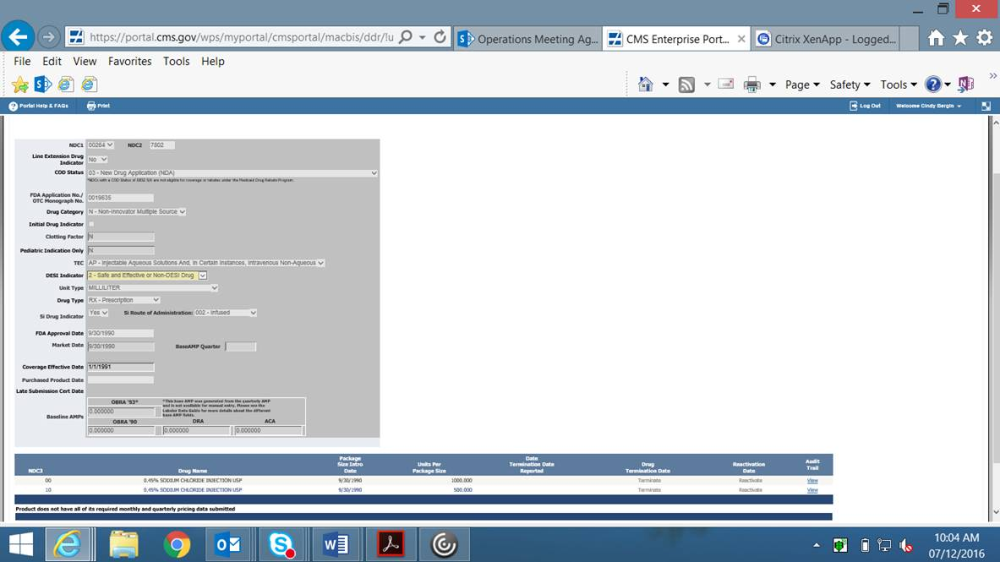 https://portal.cms.gov/wps/myportal/cmsportal/macbis/ddr/!u
Operations Meeting Ag...
CMS Enterprise Port...
Citrix XenApp - Logged...
File Edit View Favorites Tools Help
Page Safety Tools
Portal Help & FAQs Print Log Out Welcome Cindy Bergin
NDC1 00264 NDC2 7802
Line Extension Drug
Indicator No
COD Status 03 - New Drug Application (NDA)
*NDCs with a COD Status of DESI 5/6 are not eligible for coverage or rebates under the Medicaid Drug Rebate Program.
FDA Application No./
OTC Monograph No. 0019635
Drug Category N - Non-Innovator Multiple Source
Initial Drug Indicator
Clotting Factor N
Pediatric Indication Only N
TEC AP - Injectable Aqueous Solutions And, In Certain Instances, Intravenous Non-Aqueous
DESI Indicator 2 - Safe and Effective or Non-DESI Drug
Unit Type MILLILITER
Drug Type RX - Prescription
5i Drug Indicator Yes 5i Route of Administration: 002 - Infused
FDA Approval Date 9/30/1990
Market Date 9/30/1990 BaseAMP Quarter
Coverage Effective Date 1/1/1991
Purchased Product Date
Late Submission Cert Date
Baseline AMPs
OBRA '93*
*This base AMP was generated from the quarterly AMP
and is not available for manual entry. Please see the
Labeler Data Guide for more details about the different
base AMP fields.
0.000000
OBRA '90 DRA ACA
0.000000 0.000000 0.000000
NDC3 Drug Name Package Size Intro Date Units Per Package Size Date Termination Date Reported Drug Termination Date Reactivation Date Audit Trail
00 0.45% SODIUM CHLORIDE INJECTION USP 9/30/1990 1000.000 Terminate Reactivate View
10 0.45% SODIUM CHLORIDE INJECTION USP 9/30/1990 500.000 Terminate Reactivate View
Product does not have all of its required monthly and quarterly pricing data submitted
10:04 AM
07/12/2016